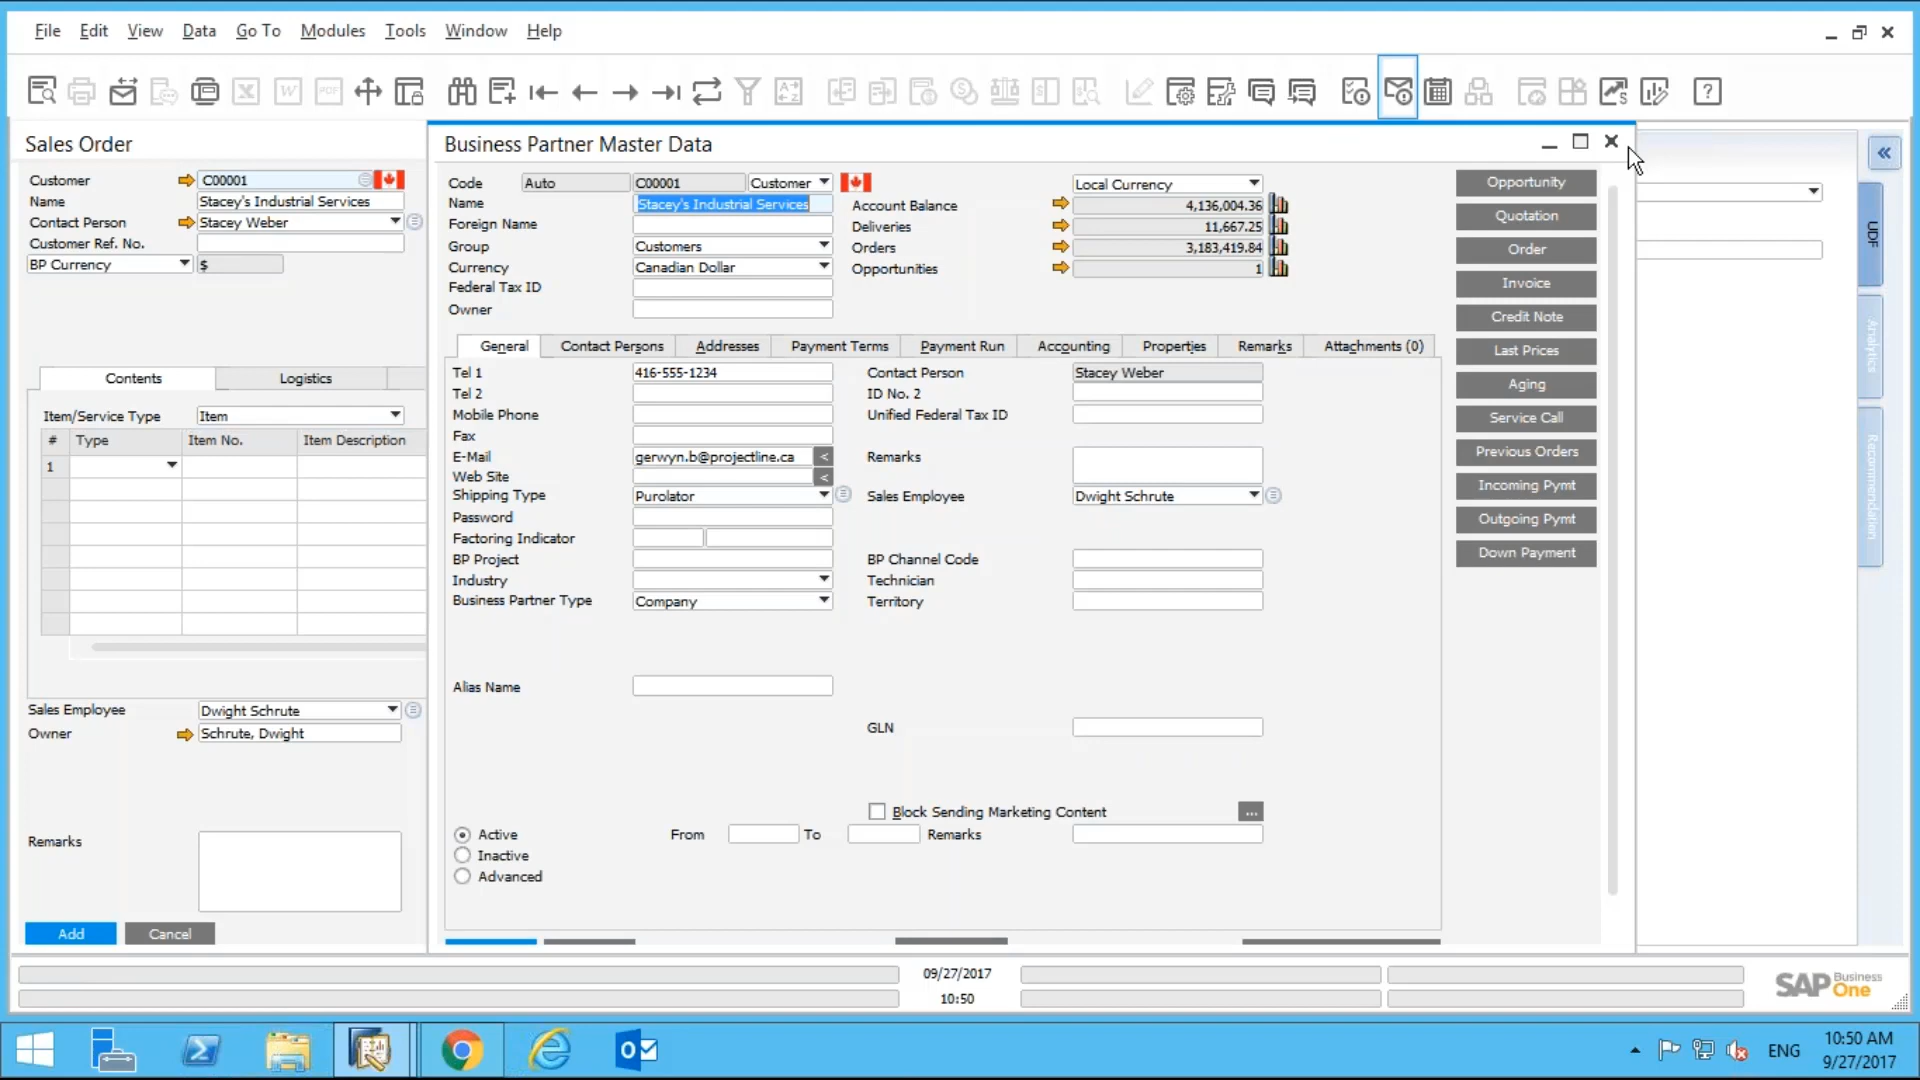 File Edit View Data Go To Modules Tools Window Help
Sales Order
Customer C00001
Name Stacey's Industrial Services
Contact Person Stacey Weber
Customer Ref. No.
BP Currency $
Contents Logistics
Item/Service Type Item
# Type Item No. Item Description
1
Sales Employee Dwight Schrute
Owner Schrute, Dwight
Remarks
Add Cancel
Business Partner Master Data
Code Auto C00001 Customer
Name Stacey's Industrial Services
Foreign Name
Group Customers
Currency Canadian Dollar
Federal Tax ID
Owner
Local Currency
Account Balance 4,136,004.36
Deliveries 11,667.25
Orders 3,183,419.84
Opportunities 1
General Contact Persons Addresses Payment Terms Payment Run Accounting Properties Remarks Attachments (0)
Tel 1 416-555-1234
Tel 2
Mobile Phone
Fax
E-Mail gerwyn.b@projectline.ca <
Web Site <
Shipping Type Purolator
Password
Factoring Indicator
BP Project
Industry
Business Partner Type Company
Alias Name
Contact Person Stacey Weber
ID No. 2
Unified Federal Tax ID
Remarks
Sales Employee Dwight Schrute
BP Channel Code
Technician
Territory
GLN
Block Sending Marketing Content ...
Active From To Remarks
Inactive
Advanced
Opportunity
Quotation
Order
Invoice
Credit Note
Last Prices
Aging
Service Call
Previous Orders
Incoming Pymt
Outgoing Pymt
Down Payment
UDF
Analytics
Recommendation
09/27/2017
10:50
SAP Business One
ENG
10:50 AM
9/27/2017